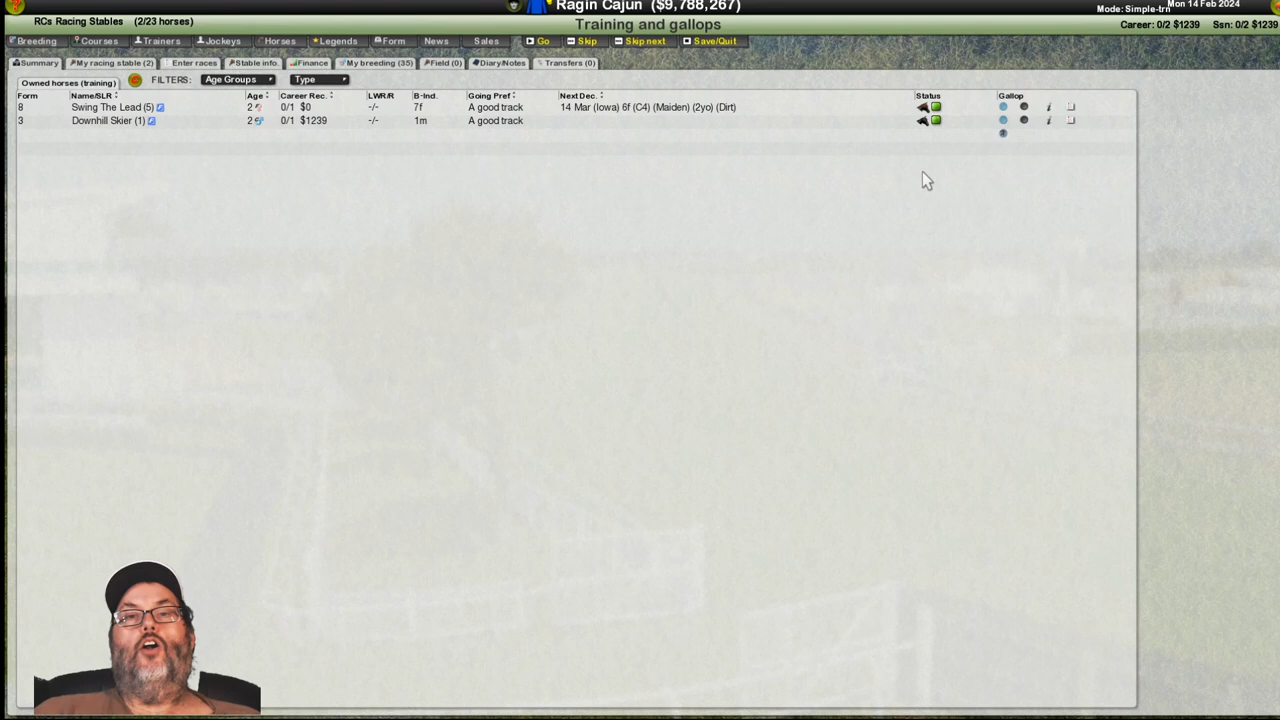 Ragin Cajun ($9,788,267)
Mode: Simple-trn Mon 14 Feb 2024
RCs Racing Stables (2/23 horses) Training and gallops Career: 0/2 $1239 Ssn: 0/2 $1239
Breeding Courses Trainers Jockeys Horses Legends Form News Sales Go Skip Skip next Save/Quit
Summary My racing stable (2) Enter races Stable info. Finance My breeding (35) Field (0) Diary/Notes Transfers (0)
Owned horses (training) FILTERS: Age Groups Type
Form Name/SLR Age Career Rec. LWR/R B-Ind. Going Pref Next Dec. Status Gallop
8 Swing The Lead (5) 2 0/1 $0 -/- 7f A good track 14 Mar (Iowa) 6f (C4) (Maiden) (2yo) (Dirt) i
3 Downhill Skier (1) 2 0/1 $1239 -/- 1m A good track i